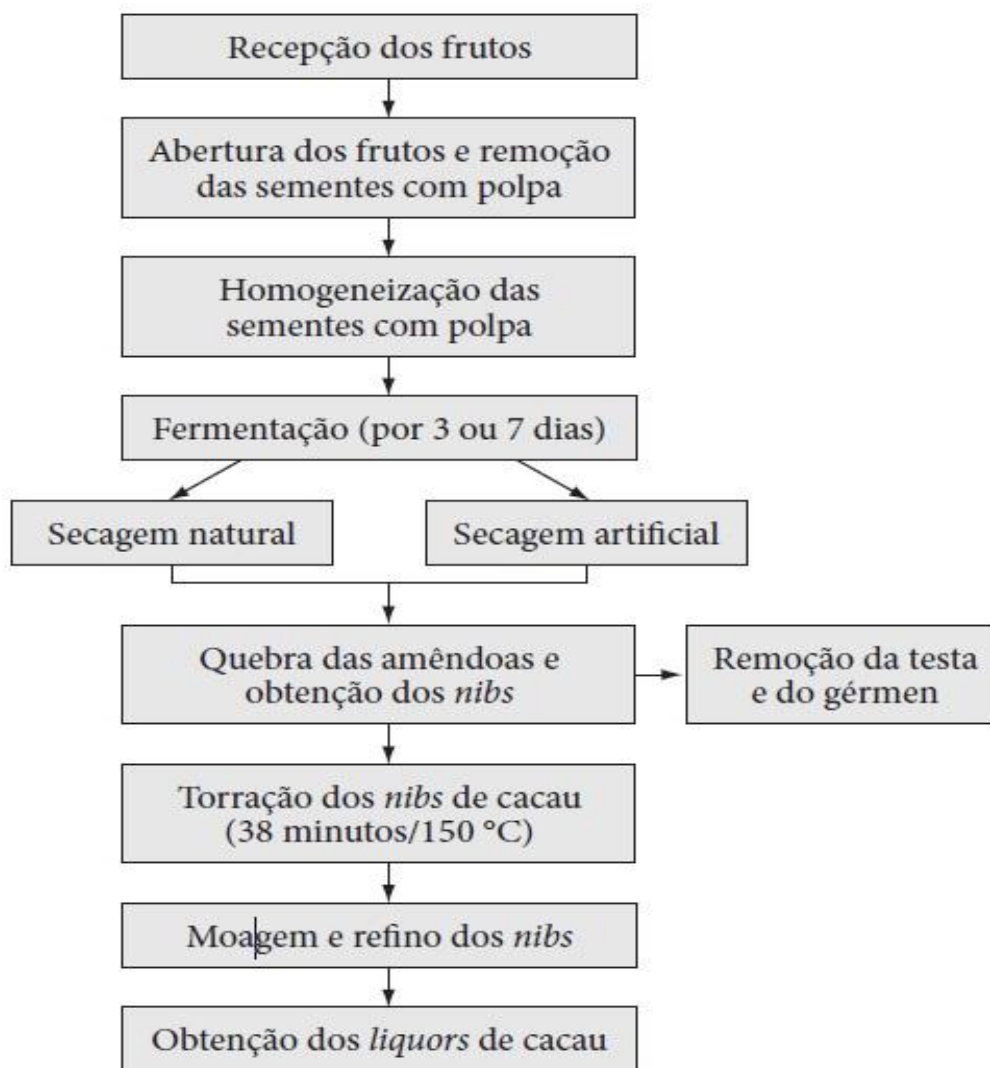 Recepção dos frutos
Abertura dos frutos e remoção
das sementes com polpa
Homogeneização das
sementes com polpa
Fermentação (por 3 ou 7 dias)
Secagem natural
Secagem artificial
Quebra das amêndoas e
obtenção dos nibs
Remoção da testa
e do gérmen
Torração dos nibs de cacau
(38 minutos/150 °C)
Moagem e refino dos nibs
Obtenção dos liquors de cacau